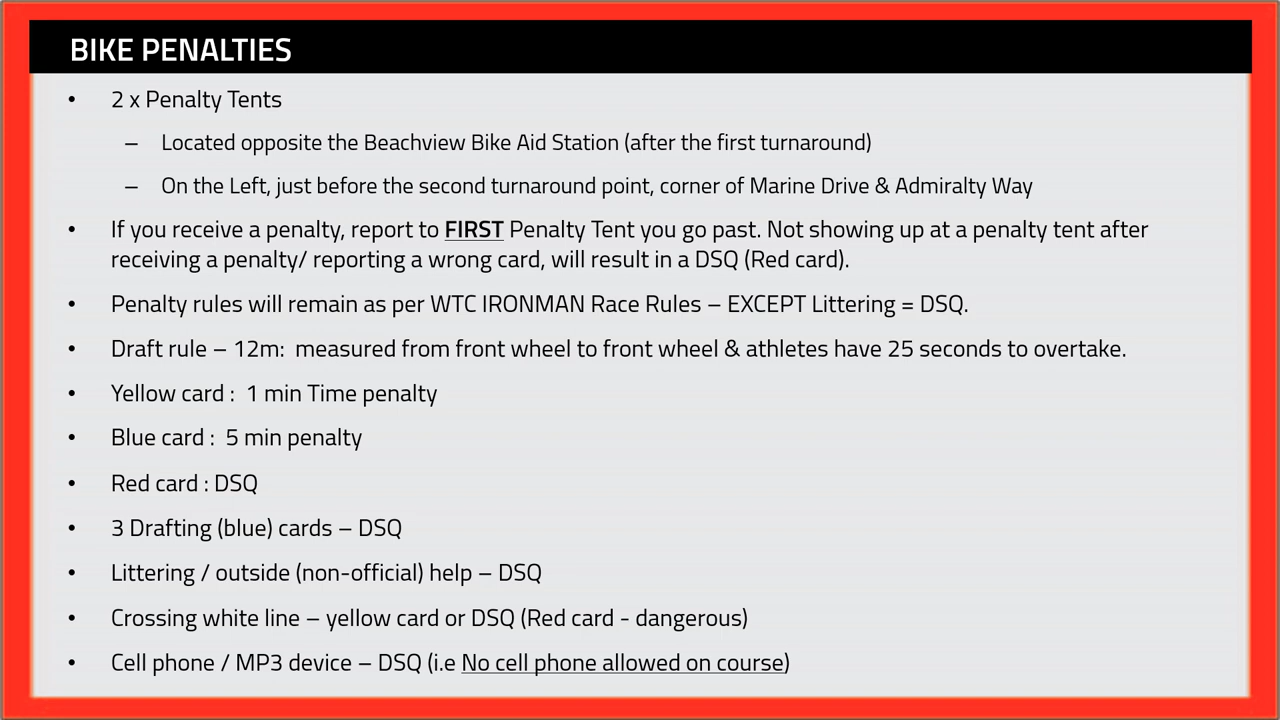 BIKE PENALTIES
• 2 x Penalty Tents
– Located opposite the Beachview Bike Aid Station (after the first turnaround)
– On the Left, just before the second turnaround point, corner of Marine Drive & Admiralty Way
• If you receive a penalty, report to FIRST Penalty Tent you go past. Not showing up at a penalty tent after
receiving a penalty/ reporting a wrong card, will result in a DSQ (Red card).
• Penalty rules will remain as per WTC IRONMAN Race Rules – EXCEPT Littering = DSQ.
• Draft rule – 12m:  measured from front wheel to front wheel & athletes have 25 seconds to overtake.
• Yellow card :  1 min Time penalty
• Blue card :  5 min penalty
• Red card : DSQ
• 3 Drafting (blue) cards – DSQ
• Littering / outside (non-official) help – DSQ
• Crossing white line – yellow card or DSQ (Red card - dangerous)
• Cell phone / MP3 device – DSQ (i.e No cell phone allowed on course)